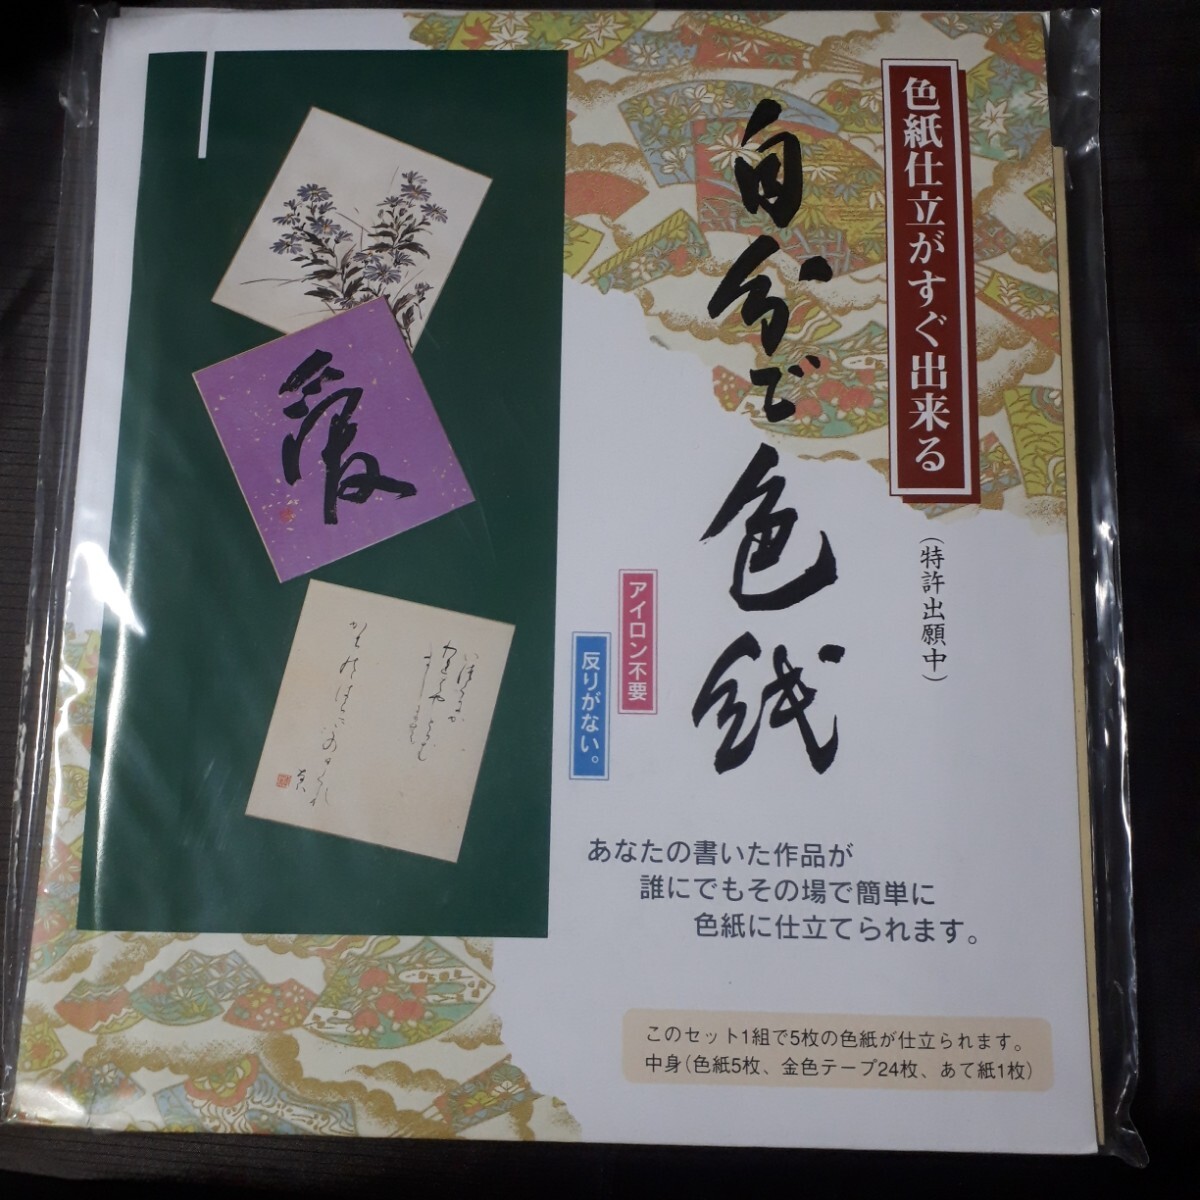 色紙仕立がすぐ出来る
(特許出願中)
自分で色紙
アイロン不要
反りがない。
愛
あなたの書いた作品が
誰にでもその場で簡単に
色紙に仕立てられます。
このセット1組で5枚の色紙が仕立られます。
中身(色紙5枚、金色テープ24枚、あて紙1枚)